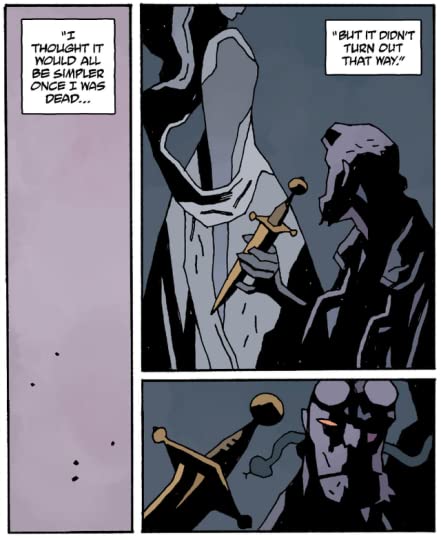 "I
THOUGHT IT
WOULD ALL
BE SIMPLER
ONCE I WAS
DEAD...
"BUT IT DIDN'T
TURN OUT
THAT WAY."